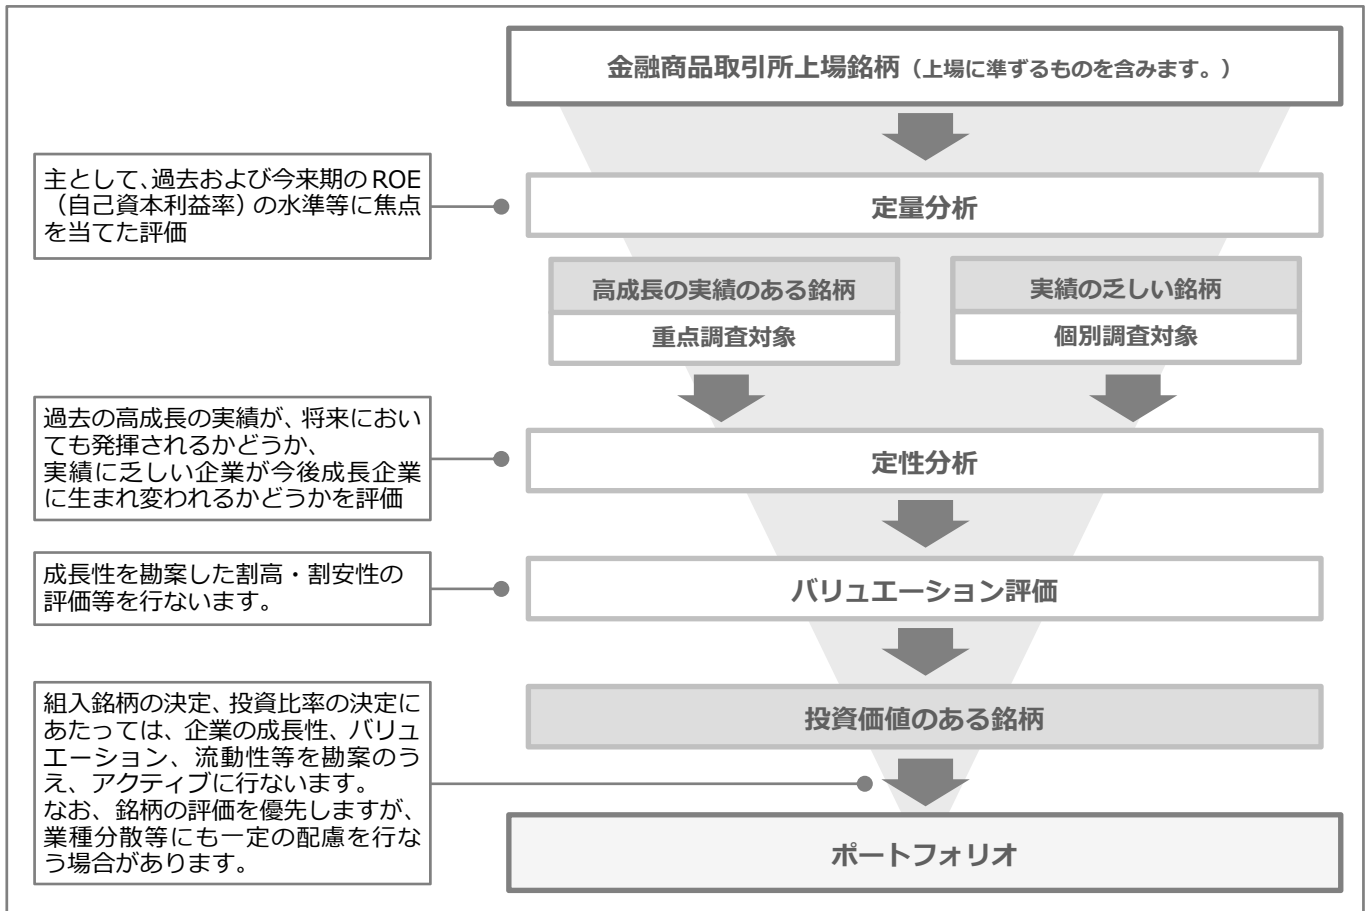 金融商品取引所上場銘柄（上場に準ずるものを含みます。）
主として、過去および今来期のROE
（自己資本利益率）の水準等に焦点
を当てた評価
定量分析
高成長の実績のある銘柄
重点調査対象
実績の乏しい銘柄
個別調査対象
過去の高成長の実績が、将来におい
ても発揮されるかどうか、
実績に乏しい企業が今後成長企業
に生まれ変われるかどうかを評価
定性分析
成長性を勘案した割高・割安性の
評価等を行ないます。
バリュエーション評価
投資価値のある銘柄
組入銘柄の決定、投資比率の決定に
あたっては、企業の成長性、バリュ
エーション、流動性等を勘案のう
え、アクティブに行ないます。
なお、銘柄の評価を優先しますが、
業種分散等にも一定の配慮を行な
う場合があります。
ポートフォリオ